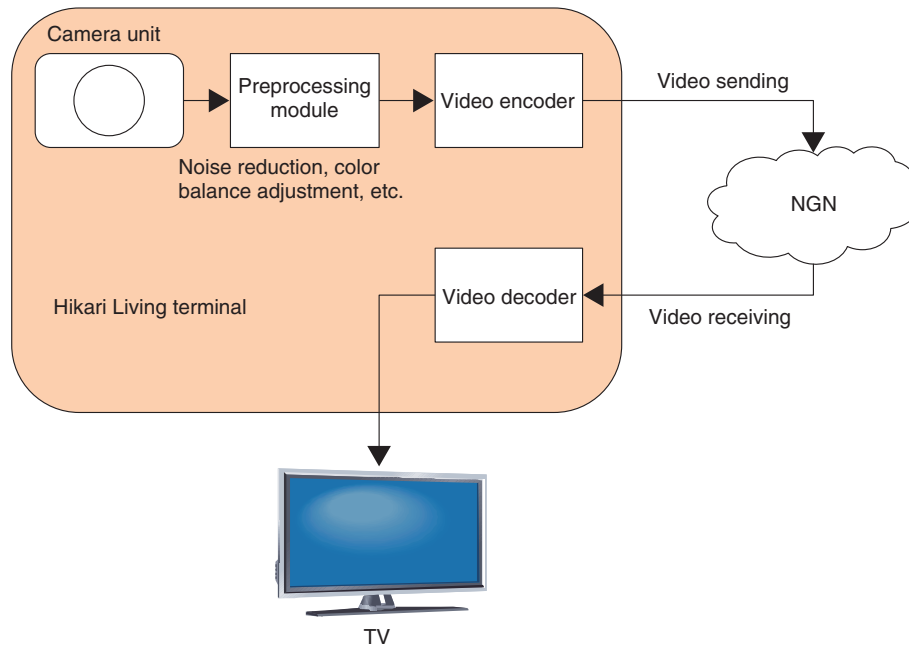 Camera unit
Preprocessing
module
Video encoder
Video sending
Noise reduction, color
balance adjustment, etc.
NGN
Hikari Living terminal
Video decoder
Video receiving
TV